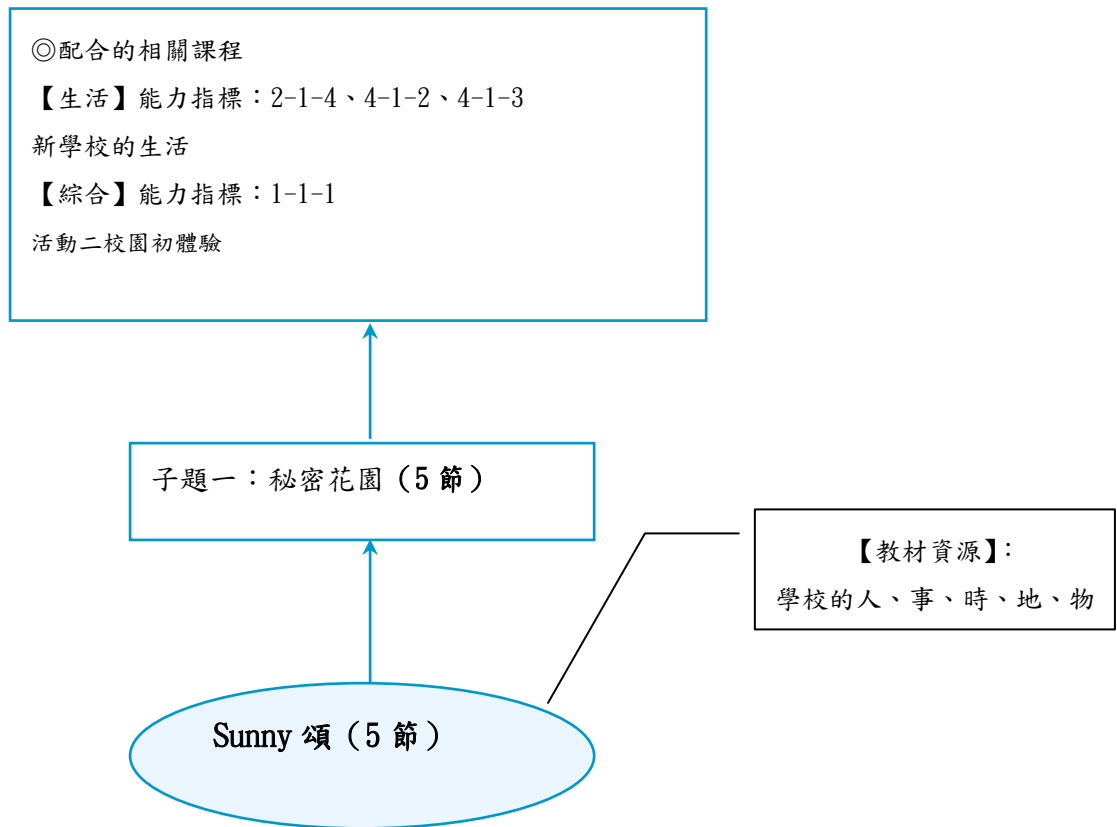 ◎配合的相關課程
【生活】能力指標：2-1-4、4-1-2、4-1-3
新學校的生活
【綜合】能力指標：1-1-1
活動二校園初體驗
子題一：秘密花園（5 節）
【教材資源】:
學校的人、事、時、地、物
Sunny 頌（5 節）